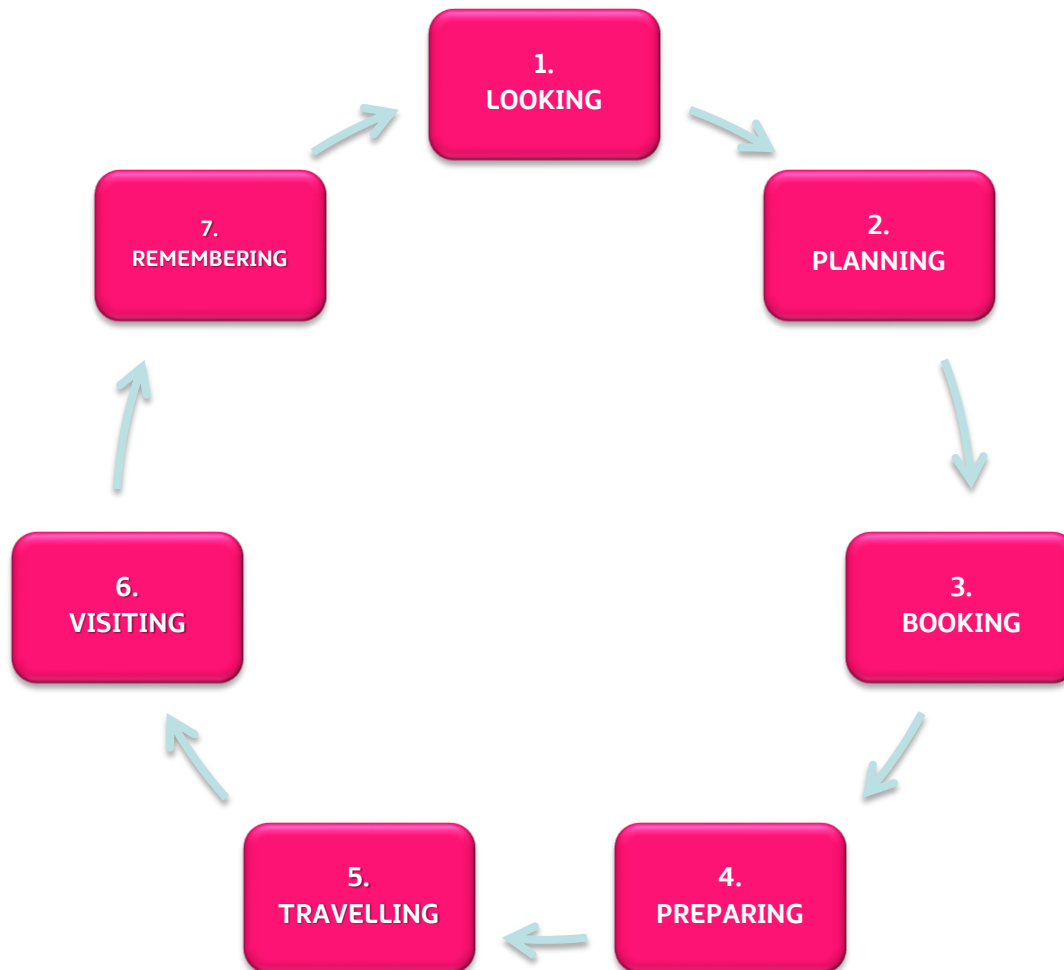 1.
LOOKING
2.
PLANNING
3.
BOOKING
4.
PREPARING
5.
TRAVELLING
6.
VISITING
7.
REMEMBERING